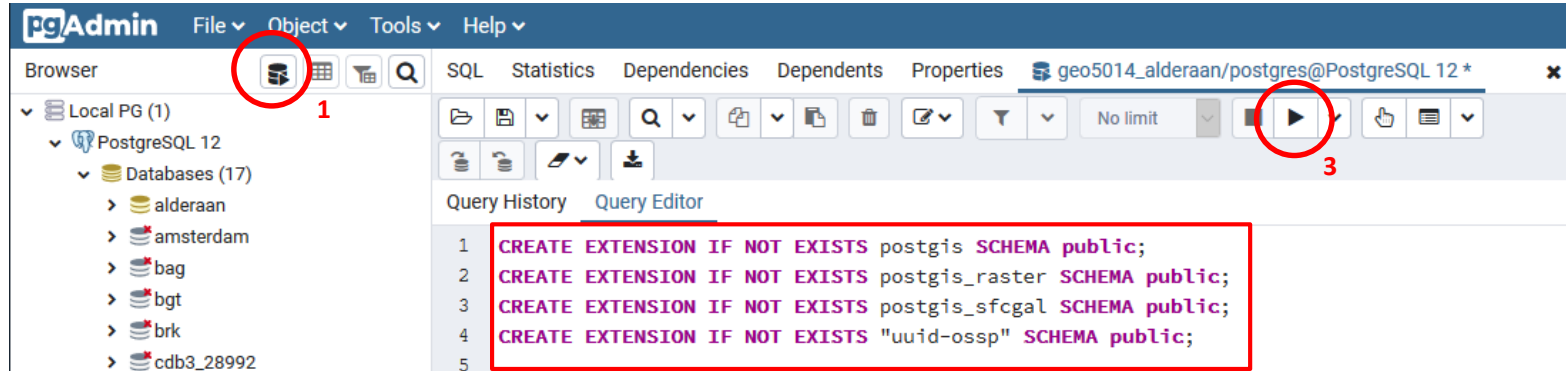 pgAdmin File Object Tools Help
Browser
SQL Statistics Dependencies Dependents Properties geo5014_alderaan/postgres@PostgreSQL 12 *
1
Local PG (1)
PostgreSQL 12
Databases (17)
alderaan
amsterdam
bag
bgt
brk
cdb3_28992
No limit
3
Query History Query Editor
1 CREATE EXTENSION IF NOT EXISTS postgis SCHEMA public;
2 CREATE EXTENSION IF NOT EXISTS postgis_raster SCHEMA public;
3 CREATE EXTENSION IF NOT EXISTS postgis_sfcgal SCHEMA public;
4 CREATE EXTENSION IF NOT EXISTS "uuid-ossp" SCHEMA public;
5